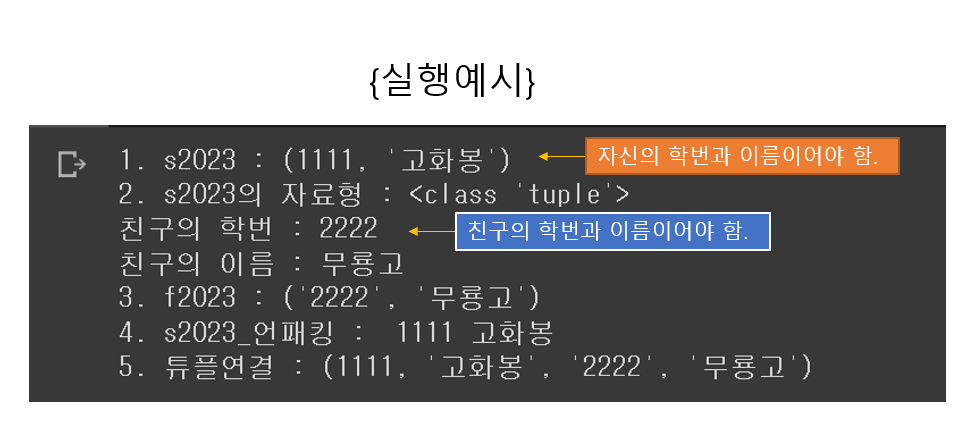 {실행예시}
1. s2023 : (1111, '고화봉')
자신의 학번과 이름이어야 함.
2. s2023의 자료형 : <class 'tuple'>
친구의 학번 : 2222
친구의 학번과 이름이어야 함.
친구의 이름 : 무룡고
3. f2023 : ('2222', '무룡고')
4. s2023_언패킹 :  1111 고화봉
5. 튜플연결 : (1111, '고화봉', '2222', '무룡고')